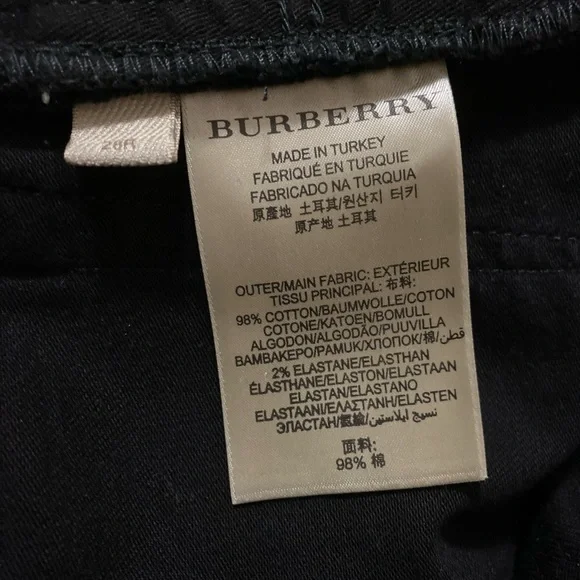 BURBERRY
MADE IN TURKEY
FABRIQUÉ EN TURQUIE
FABRICADO NA TURQUIA
原產地 土耳其/원산지 터키
原产地 土耳其
OUTER/MAIN FABRIC: EXTÉRIEUR
TISSU PRINCIPAL: 布料:
98% COTTON/BAUMWOLLE/COTON
COTONE/KATOEN/BOMULL
ALGODON/ALGODÃO/PUUVILLA
ΒΑΜΒΑΚΕΡΟ/PAMUK/ХЛОПОК/棉/قطن
2% ELASTANE/ELASTHAN
ÉLASTHANE/ELASTON/ELASTAAN
ELASTAN/ELASTANO
ELASTAANI/ΕΛΑΣΤΑΝΗ/ELASTEN
ЭЛАСТАН/نسيج ايلاستين
面料:
98% 棉